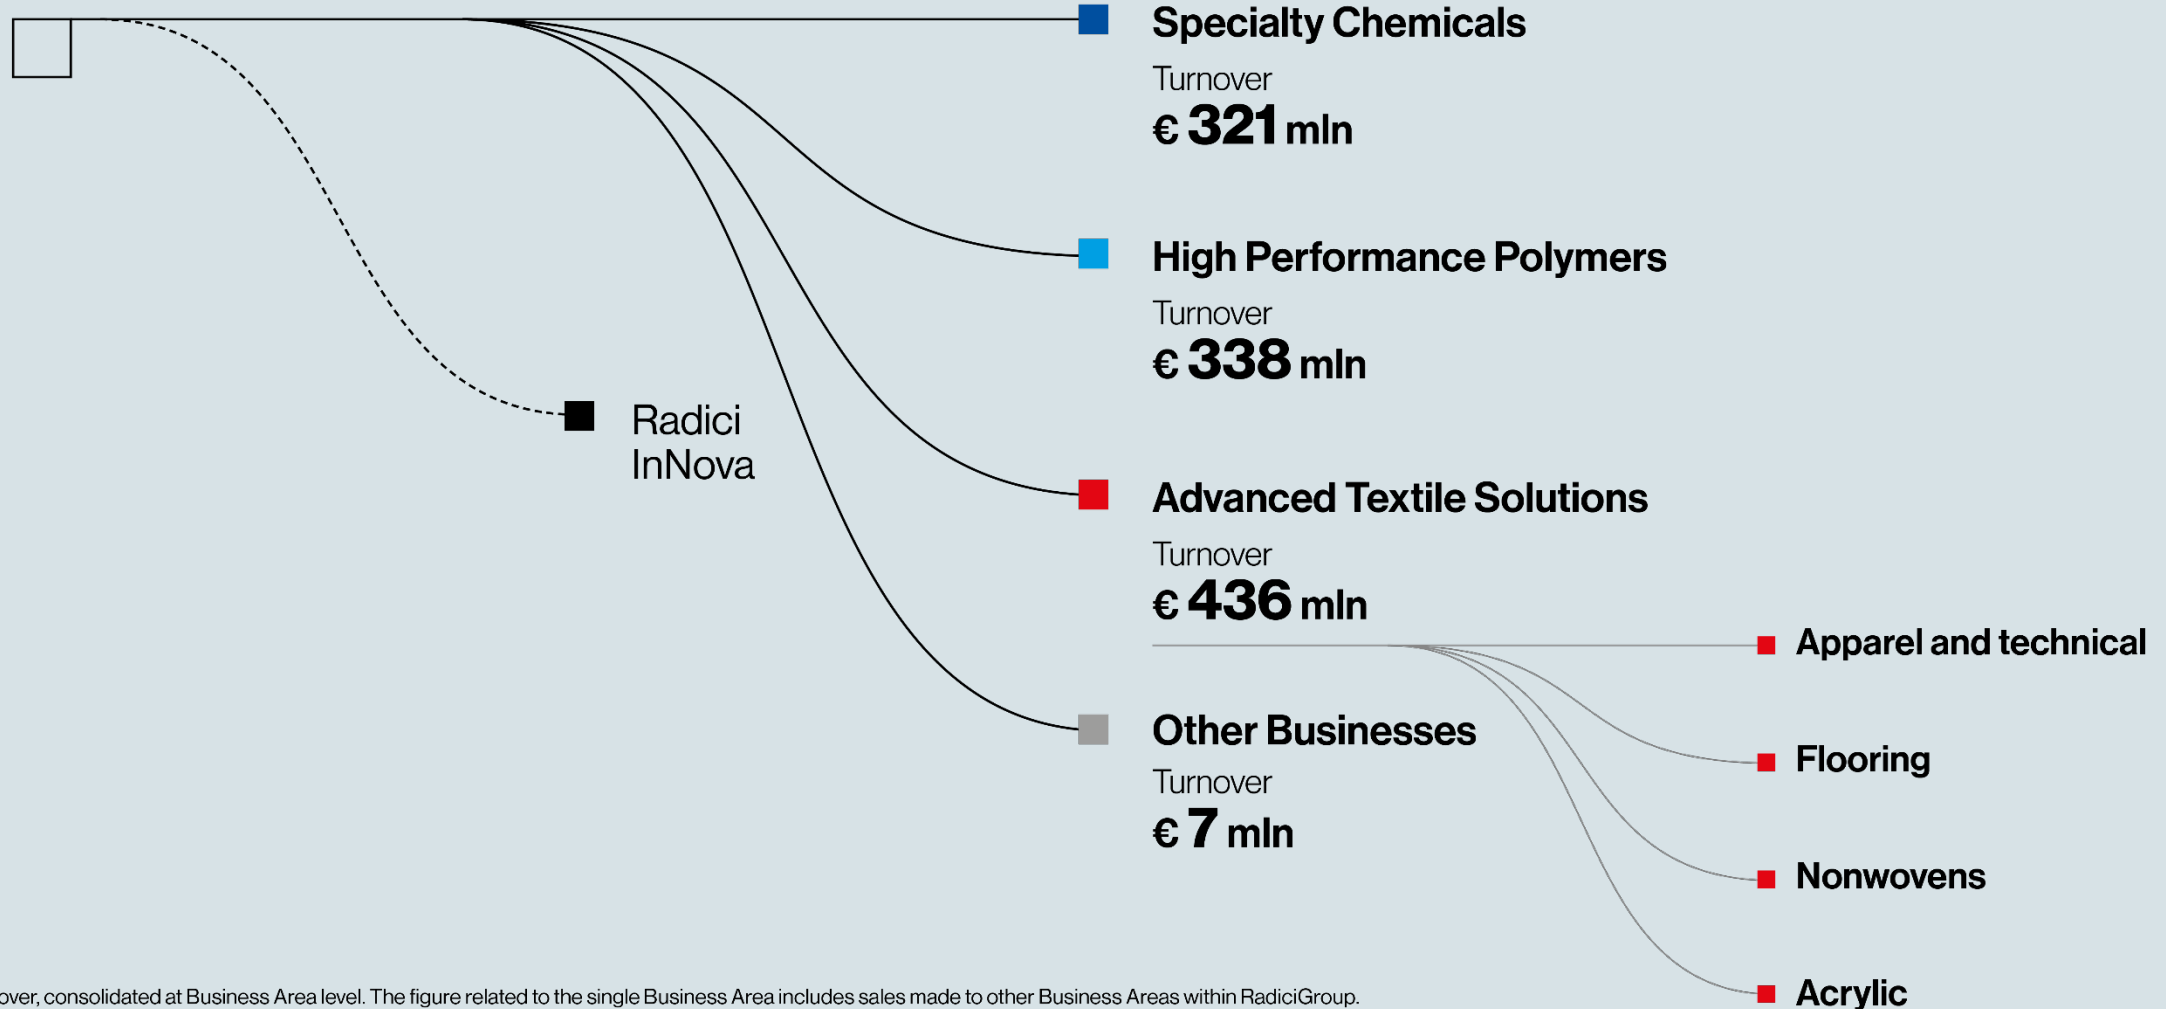 Specialty Chemicals
Turnover
€ 321 mln
High Performance Polymers
Turnover
€ 338 mln
Radici
InNova
Advanced Textile Solutions
Turnover
€ 436 mln
Apparel and technical
Flooring
Nonwovens
Acrylic
Other Businesses
Turnover
€ 7 mln
over, consolidated at Business Area level. The figure related to the single Business Area includes sales made to other Business Areas within RadiciGroup.